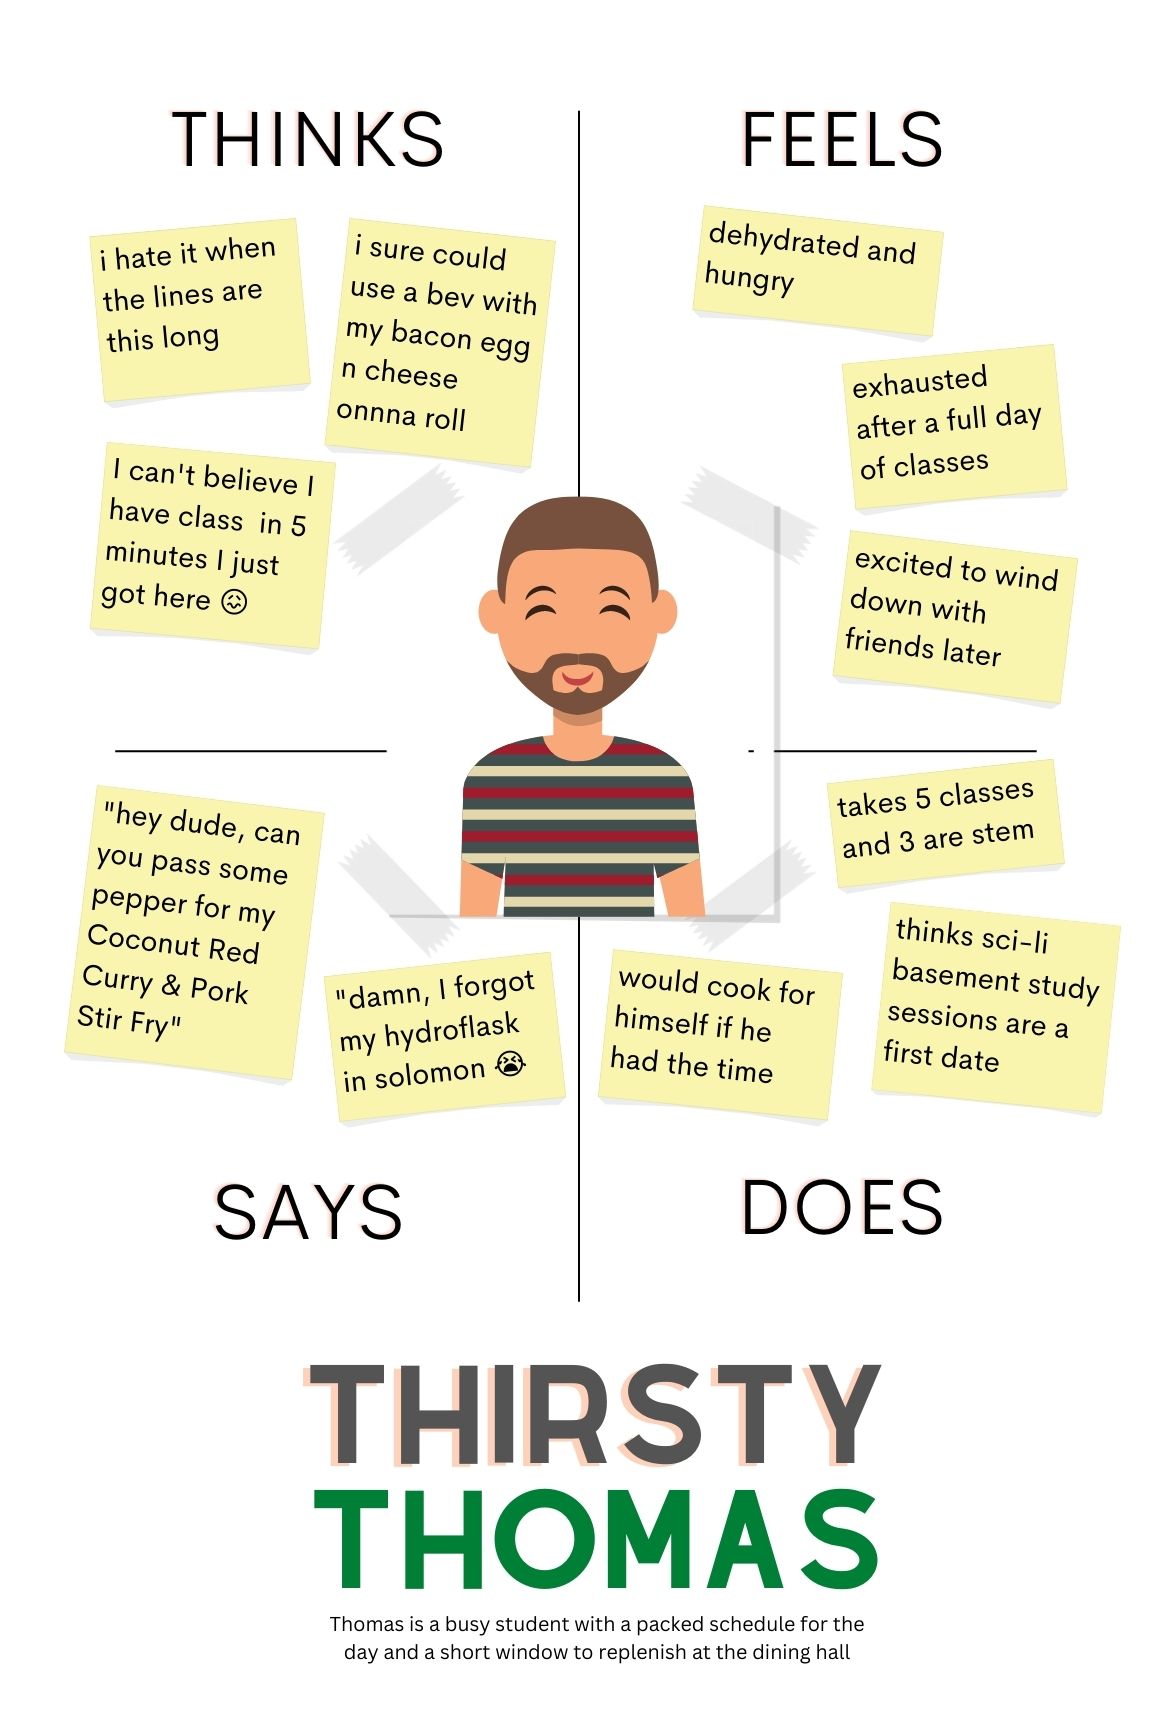 THINKS
i hate it when
the lines are
this long
i sure could
use a bev with
my bacon egg
n cheese
onnna roll
I can't believe I
have class  in 5
minutes I just
got here 😖
FEELS
dehydrated and
hungry
exhausted
after a full day
of classes
excited to wind
down with
friends later
"hey dude, can
you pass some
pepper for my
Coconut Red
Curry & Pork
Stir Fry"
"damn, I forgot
my hydroflask
in solomon 😭
SAYS
takes 5 classes
and 3 are stem
would cook for
himself if he
had the time
thinks sci-li
basement study
sessions are a
first date
DOES
THIRSTY
THOMAS
Thomas is a busy student with a packed schedule for the
day and a short window to replenish at the dining hall